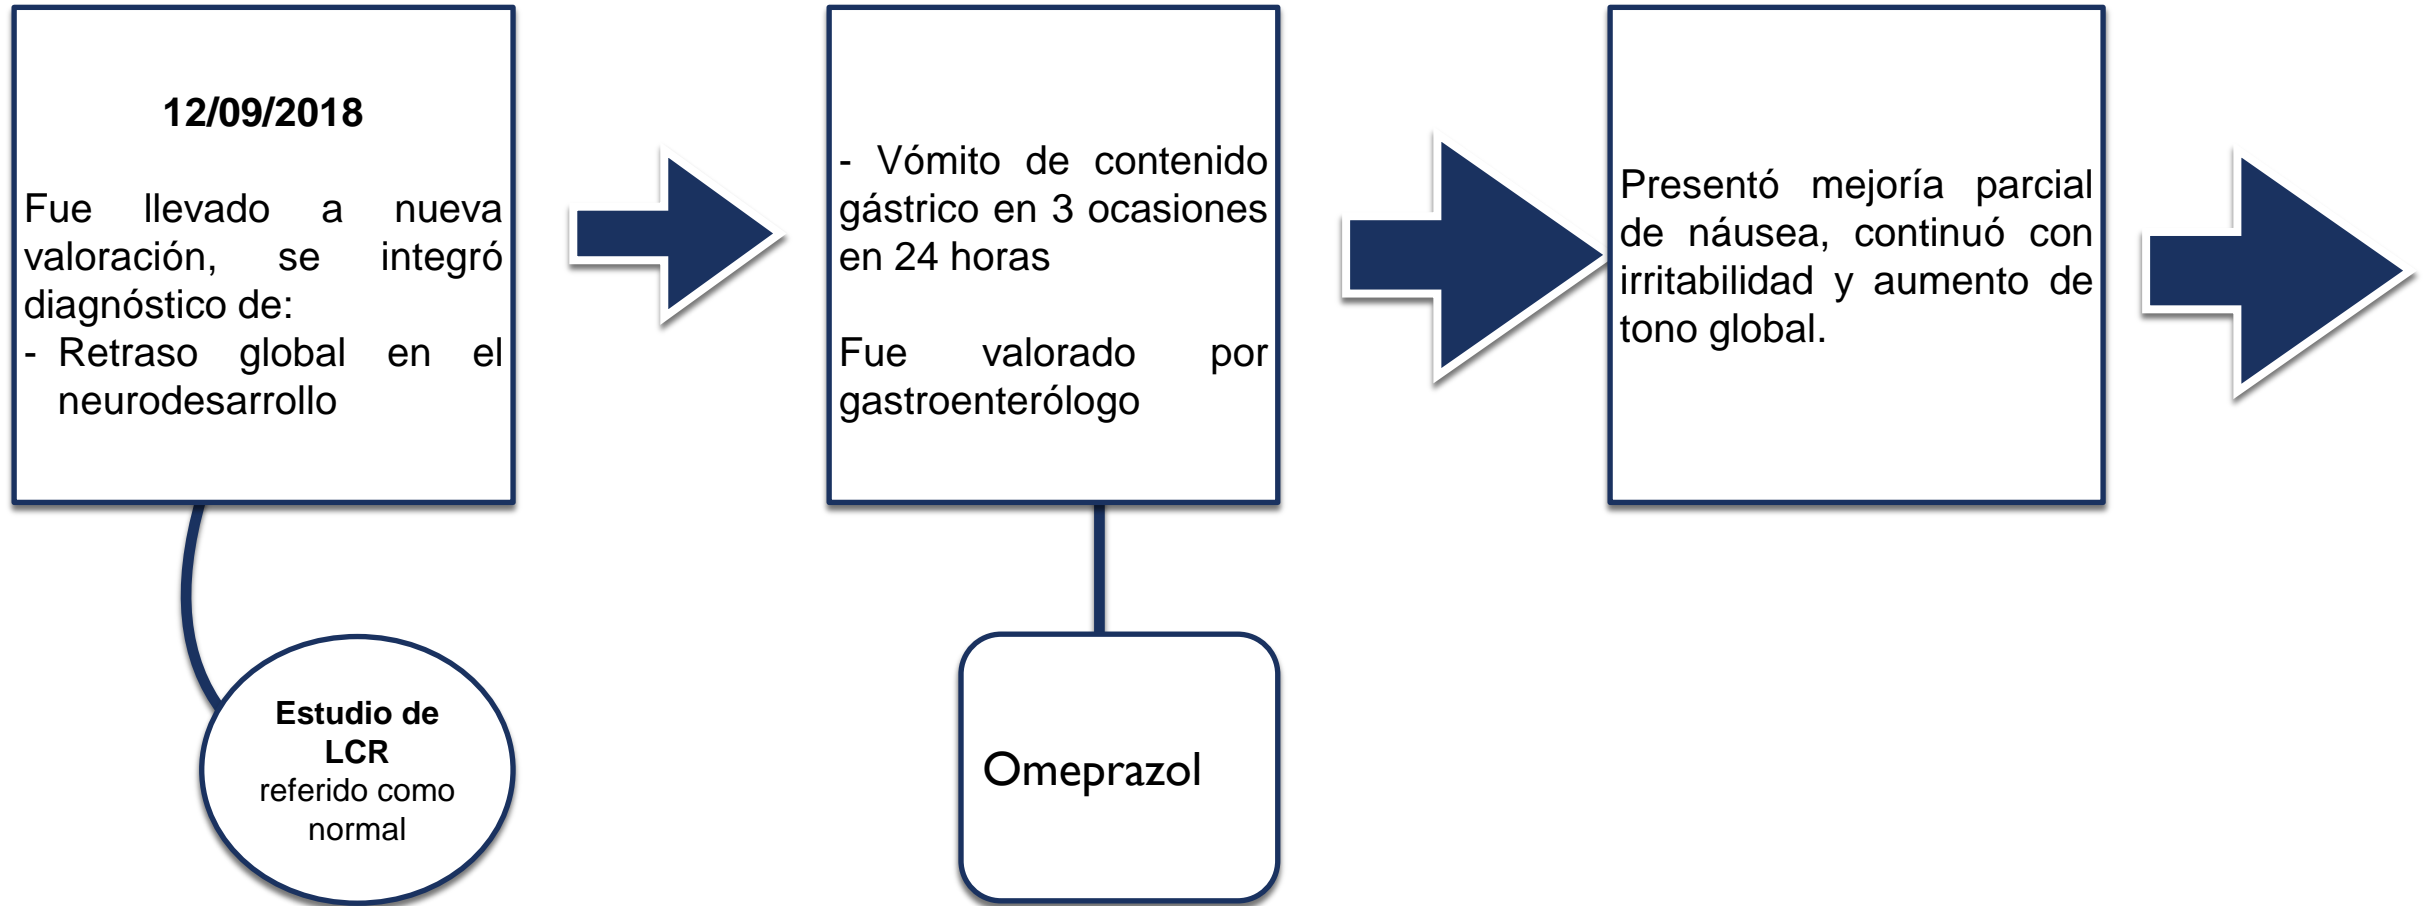 12/09/2018
Fue llevado a nueva
valoración, se integró
diagnóstico de:
- Retraso global en el
neurodesarrollo
Estudio de
LCR
referido como
normal
- Vómito de contenido
gástrico en 3 ocasiones
en 24 horas
Fue valorado por
gastroenterólogo
Omeprazol
Presentó mejoría parcial
de náusea, continuó con
irritabilidad y aumento de
tono global.